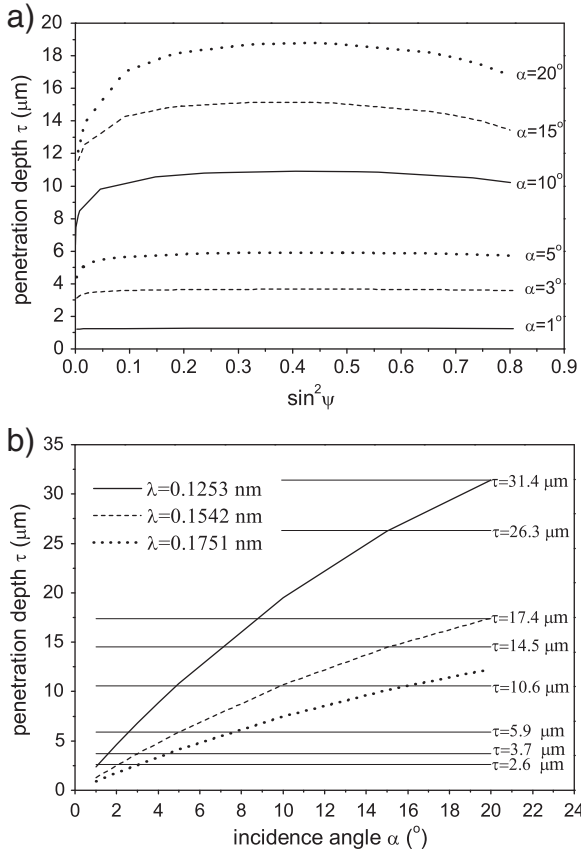 a)
penetration depth τ (μm)
20
18
16
14
12
10
8
6
4
2
0
α=20°
α=15°
α=10°
α=5°
α=3°
α=1°
0.0 0.1 0.2 0.3 0.4 0.5 0.6 0.7 0.8 0.9
sin²ψ
b)
penetration depth τ (μm)
35
30
25
20
15
10
5
0
λ=0.1253 nm
λ=0.1542 nm
λ=0.1751 nm
τ=31.4 μm
τ=26.3 μm
τ=17.4 μm
τ=14.5 μm
τ=10.6 μm
τ=5.9 μm
τ=3.7 μm
τ=2.6 μm
0 2 4 6 8 10 12 14 16 18 20 22 24
incidence angle α (°)